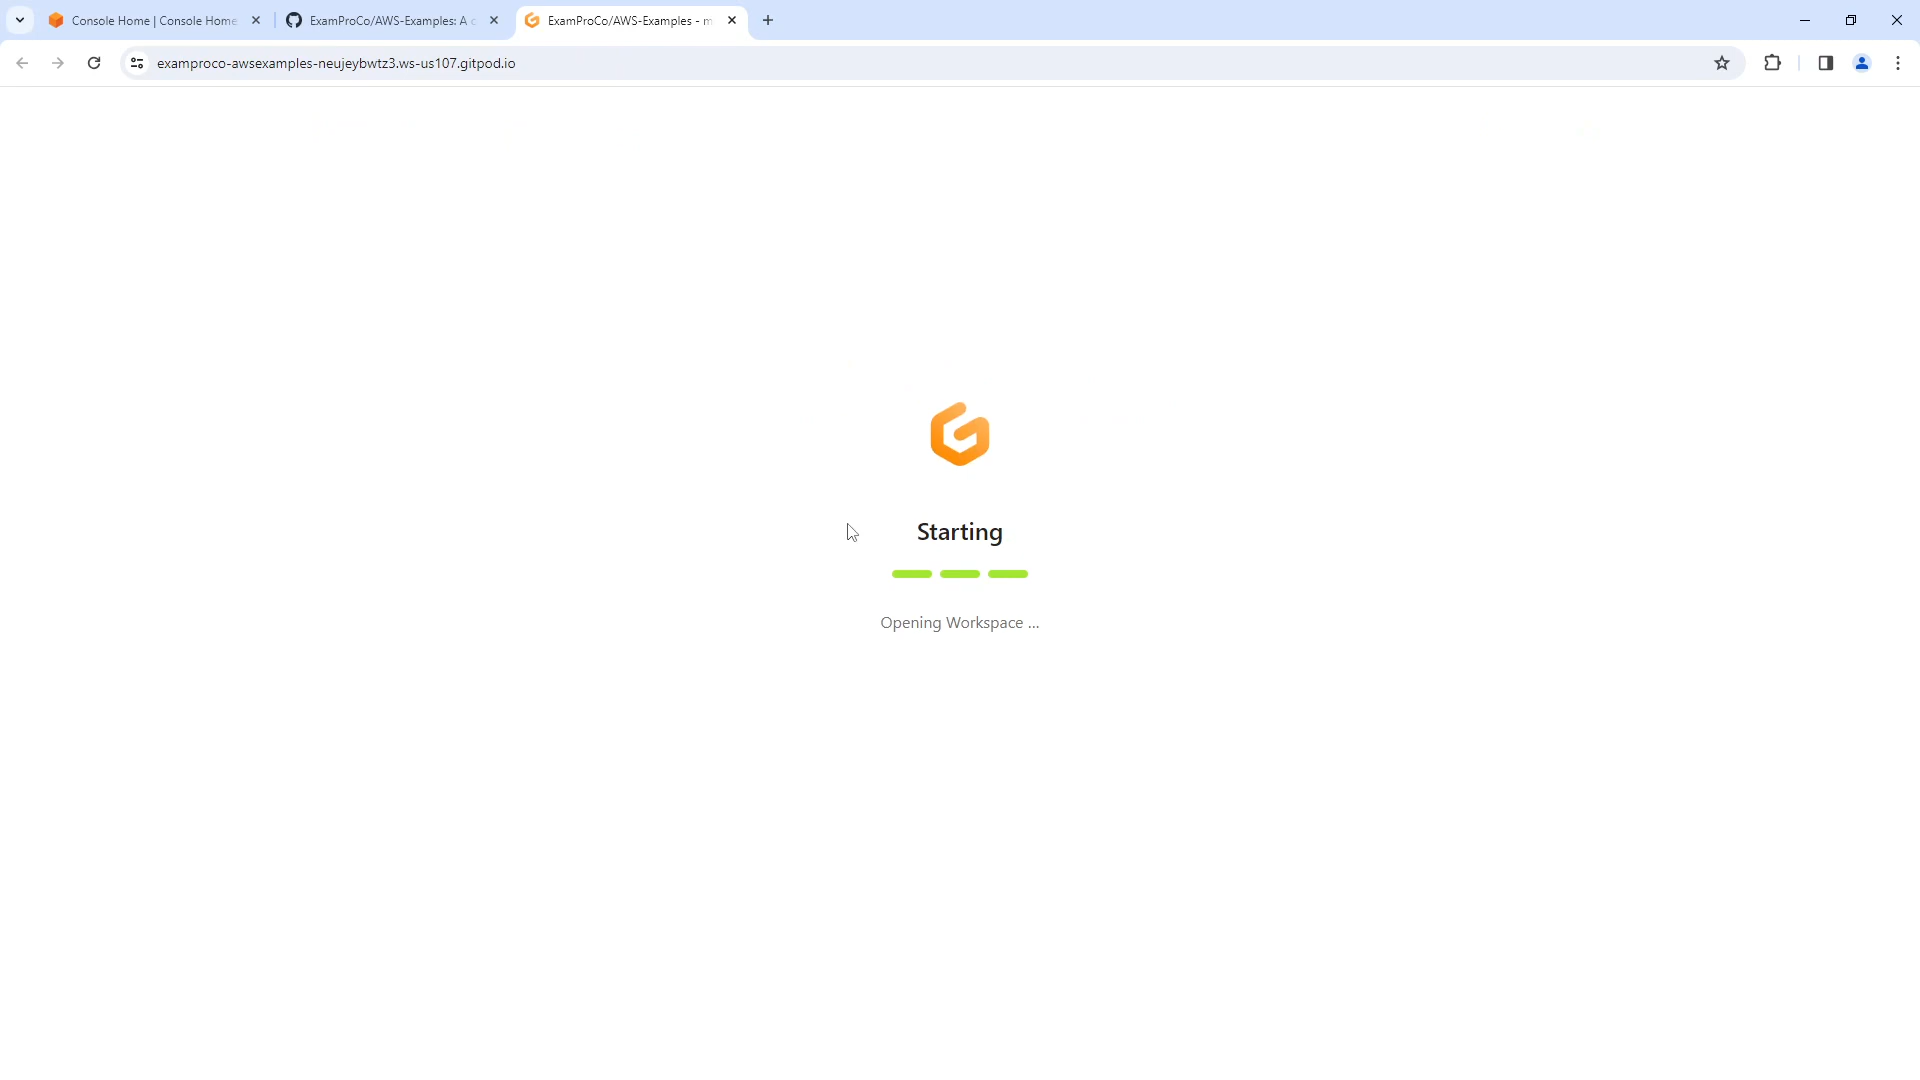 Console Home | Console Home
ExamProCo/AWS-Examples: A c
ExamProCo/AWS-Examples - m
examproco-awsexamples-neujeybwtz3.ws-us107.gitpod.io
Starting
Opening Workspace ...